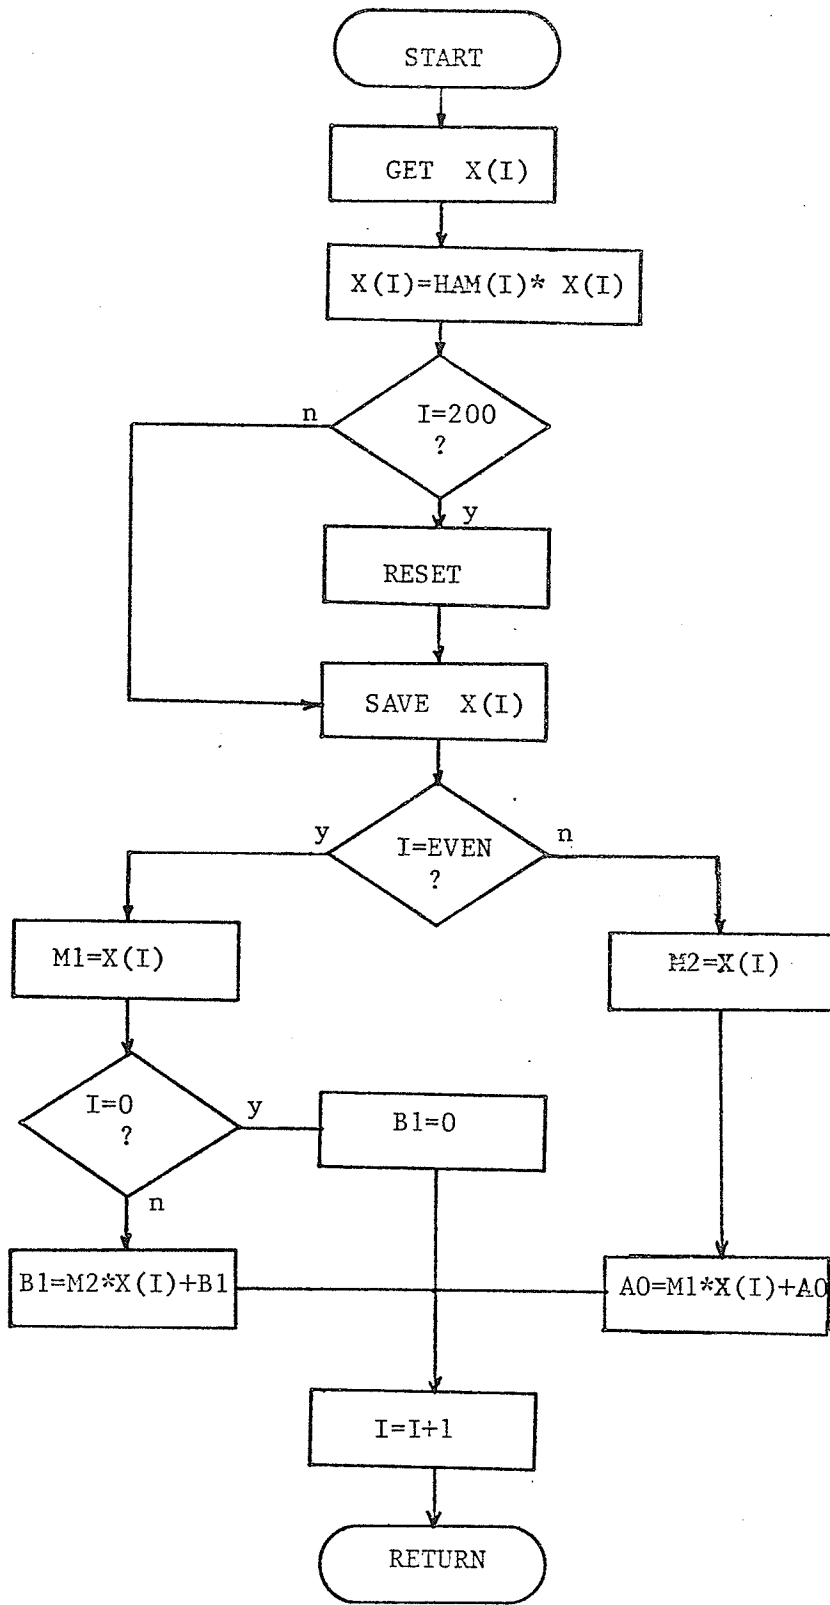 START
GET X(I)
X(I)=HAM(I)* X(I)
n
I=200
?
y
RESET
SAVE X(I)
y
I=EVEN
?
n
M1=X(I)
M2=X(I)
I=0
?
y
B1=0
n
B1=M2*X(I)+B1
A0=M1*X(I)+A0
I=I+1
RETURN